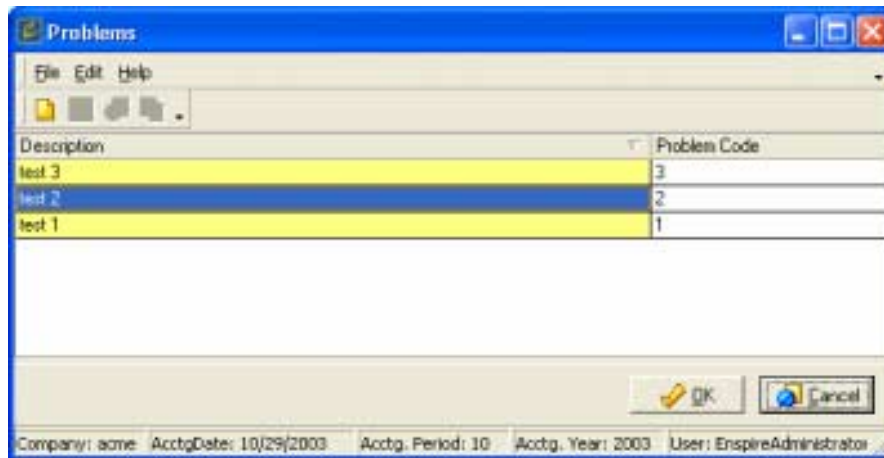 Problems
File Edit Help
Description Problem Code
test 3 3
test 2 2
test 1 1
OK Cancel
Company: acme AcctgDate: 10/29/2003 Acctg. Period: 10 Acctg. Year: 2003 User: EnspireAdministrator